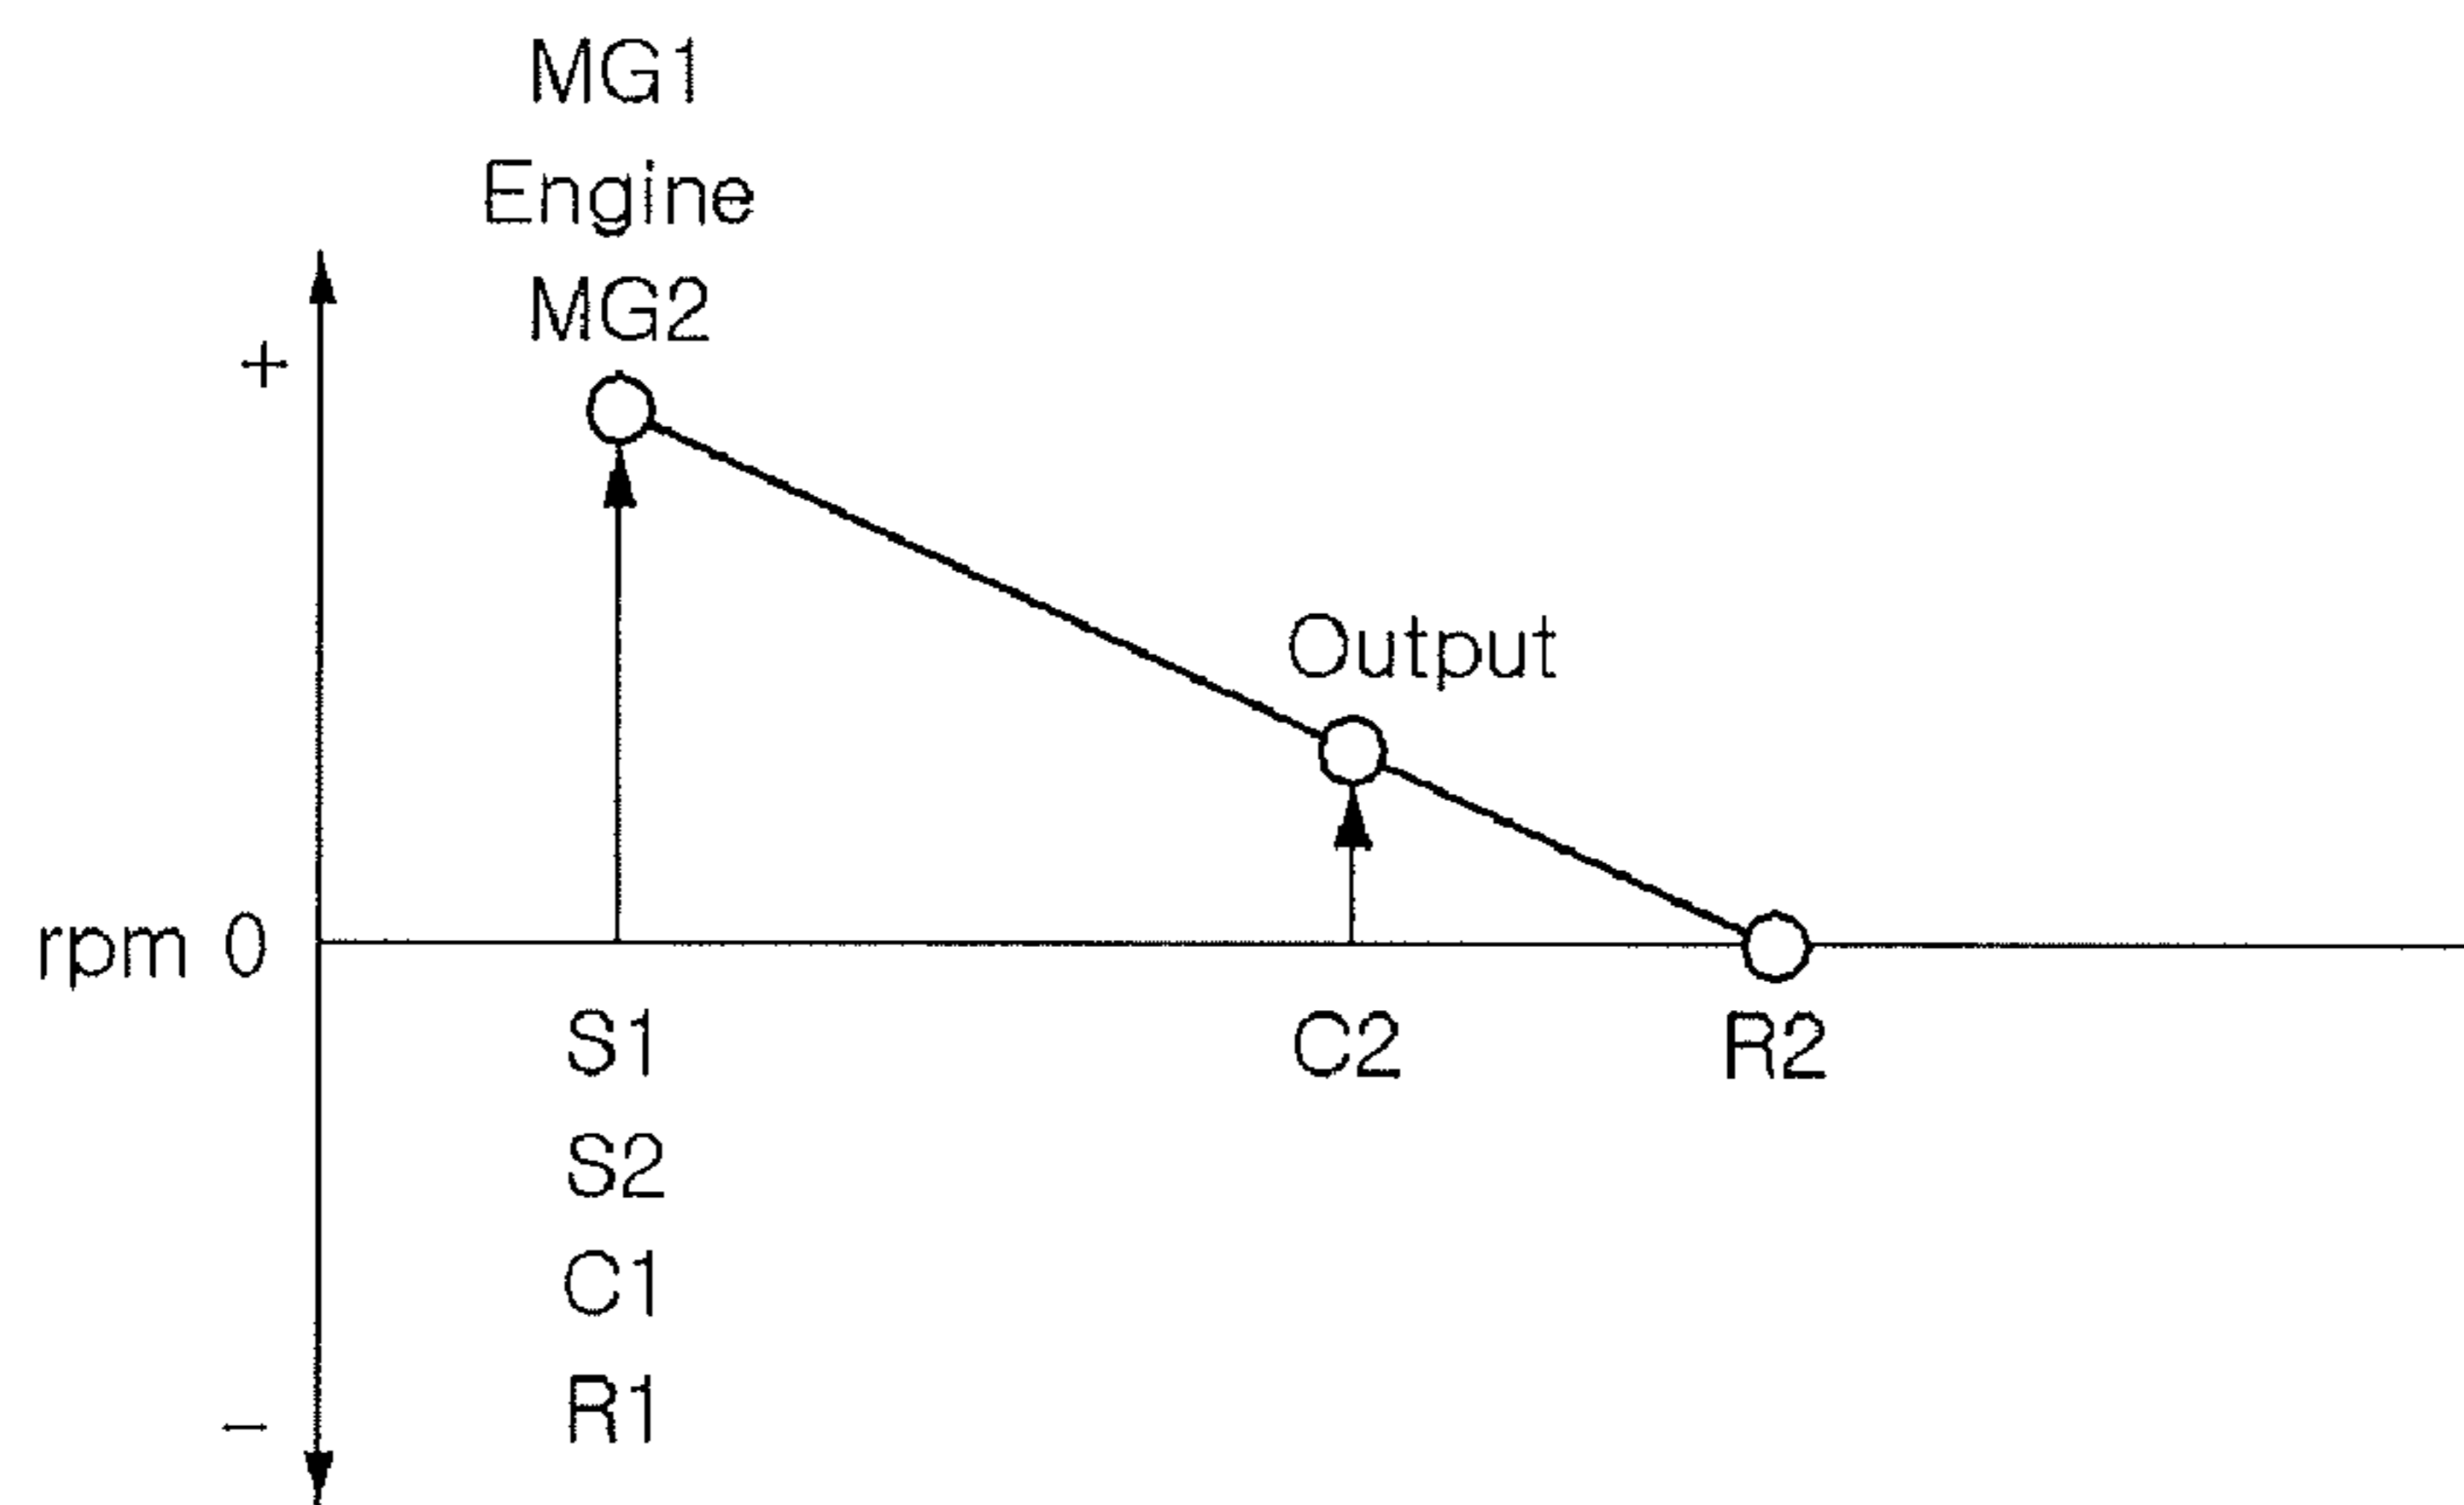 MG1
Engine
MG2
+
Output
rpm 0
S1
C2
R2
S2
C1
R1
−